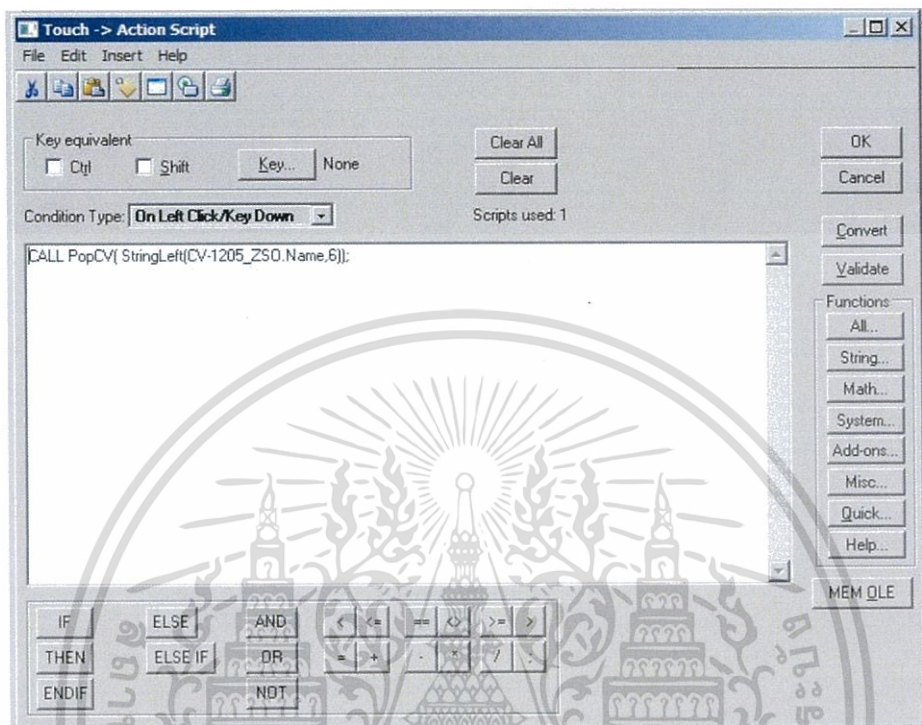 Touch -> Action Script
File Edit Insert Help
Key equivalent
Ctrl Shift Key... None
Clear All
Clear
OK
Cancel
Condition Type: On Left Click/Key Down
Scripts used: 1
Convert
Validate
CALL PopCV( StringLeft(CV-1205_ZSO.Name,6));
Functions
All...
String...
Math...
System...
Add-ons...
Misc...
Quick...
Help...
MEM OLE
IF ELSE AND < <= == <> >= >
THEN ELSE IF OR = + - * / ;
ENDIF NOT